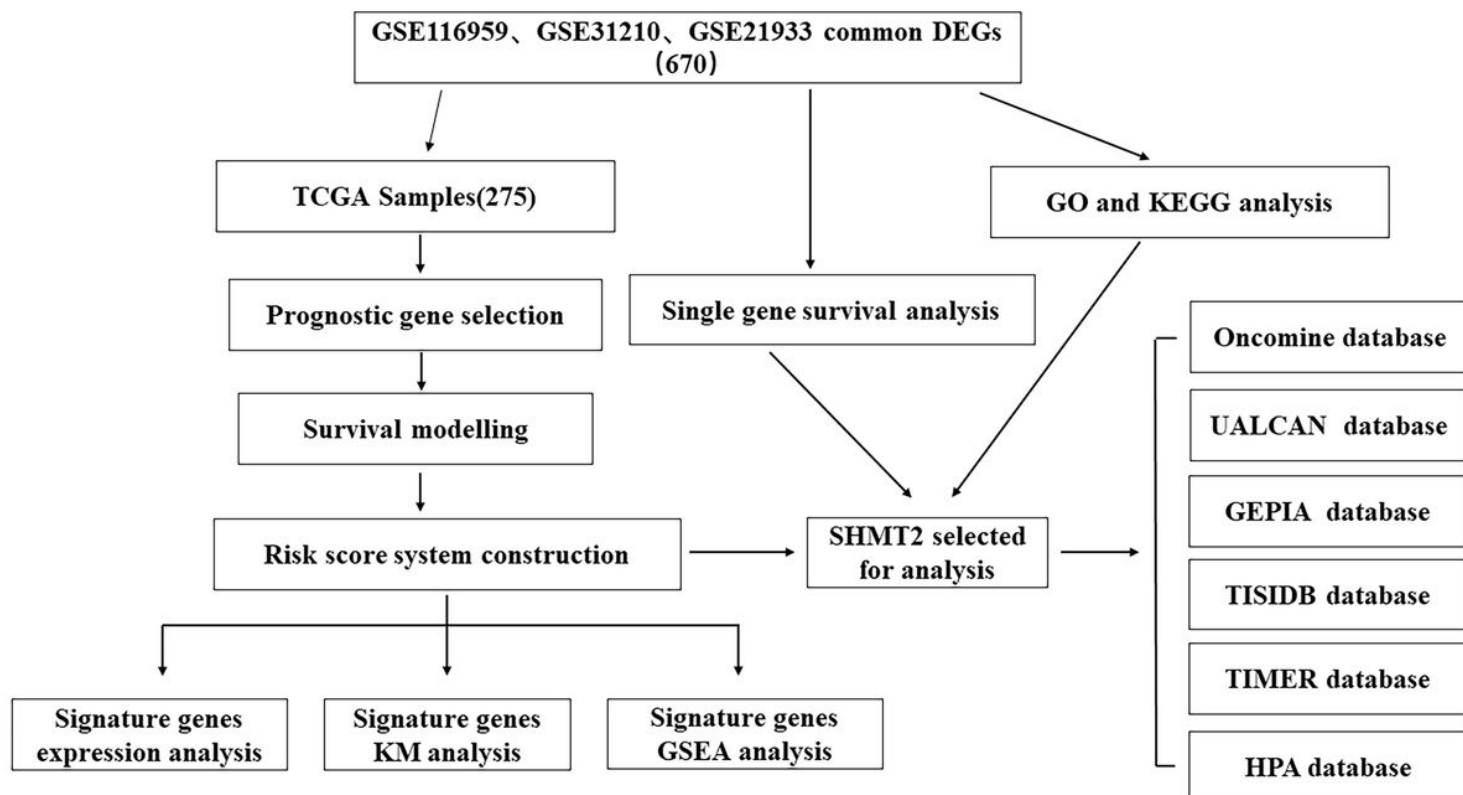 GSE116959、GSE31210、GSE21933 common DEGs
(670)
TCGA Samples(275)
GO and KEGG analysis
Prognostic gene selection
Single gene survival analysis
Oncomine database
Survival modelling
UALCAN database
GEPIA database
Risk score system construction
SHMT2 selected
for analysis
TISIDB database
TIMER database
Signature genes
expression analysis
Signature genes
KM analysis
Signature genes
GSEA analysis
HPA database